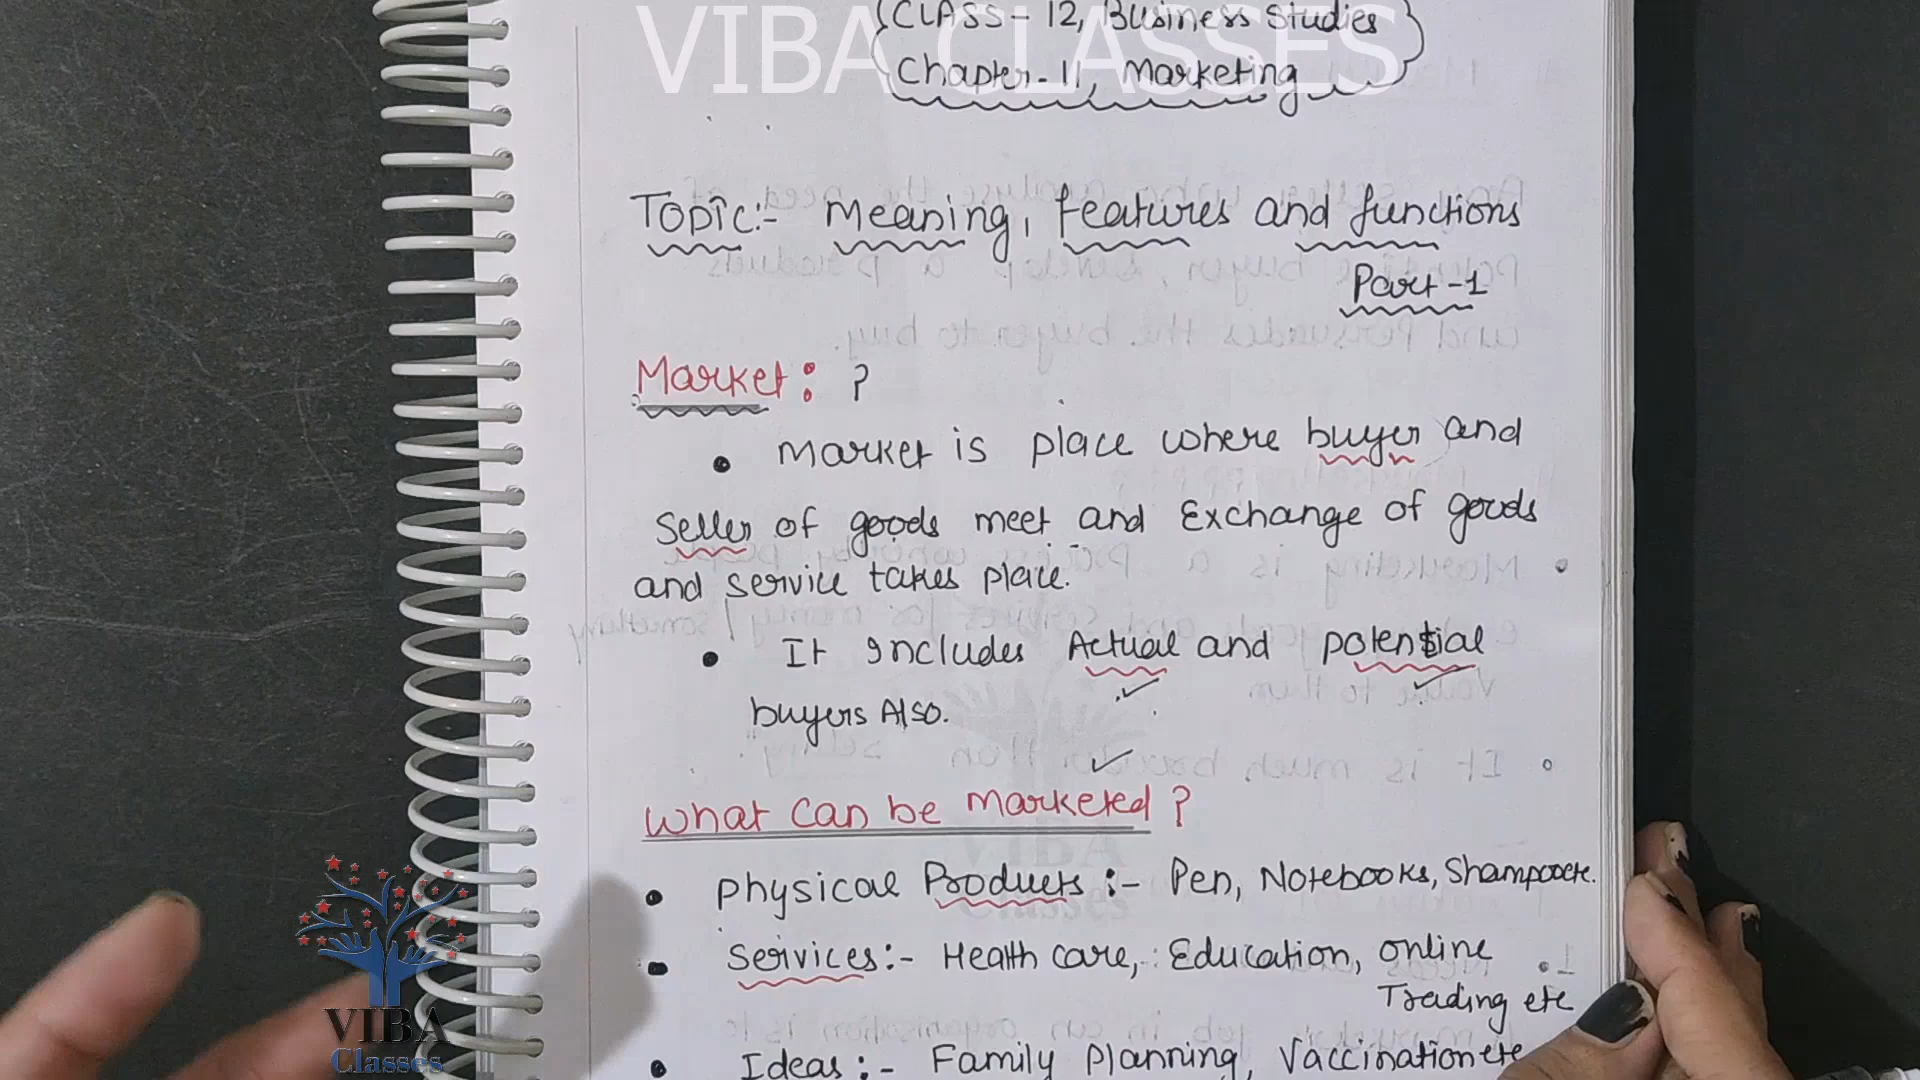 VIBA CLASSES
CLASS-12, Business Studies
Chapter-11, Marketing
Topic:- Meaning, features and functions
Part-1
Market: ?
• Market is place where buyer and
Seller of goods meet and Exchange of goods
and service takes place.
• It Includes Actual and potential
buyers Also.
What Can be Marketed?
• Physical Products :- Pen, Notebooks, Shampoo etc.
• Services:- Health care, Education, online
Trading etc
• Ideas :- Family Planning, Vaccination etc
VIBA
Classes